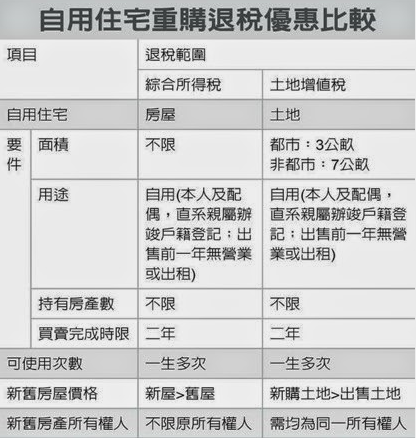 自用住宅重購退稅優惠比較
項目
退稅範圍
綜合所得稅
土地增值稅
自用住宅
房屋
土地
要件
面積
不限
都市：3公畝
非都市：7公畝
用途
自用(本人及配
偶，直系親屬辦
竣戶籍登記；出
售前一年無營業
或出租)
自用(本人及配偶，
直系親屬辦竣戶籍登
記；出售前一年無營
業或出租)
持有房產數
不限
不限
買賣完成時限
二年
二年
可使用次數
一生多次
一生多次
新舊房屋價格
新屋>舊屋
新購土地>出售土地
新舊房產所有權人
不限原所有權人
需均為同一所有權人